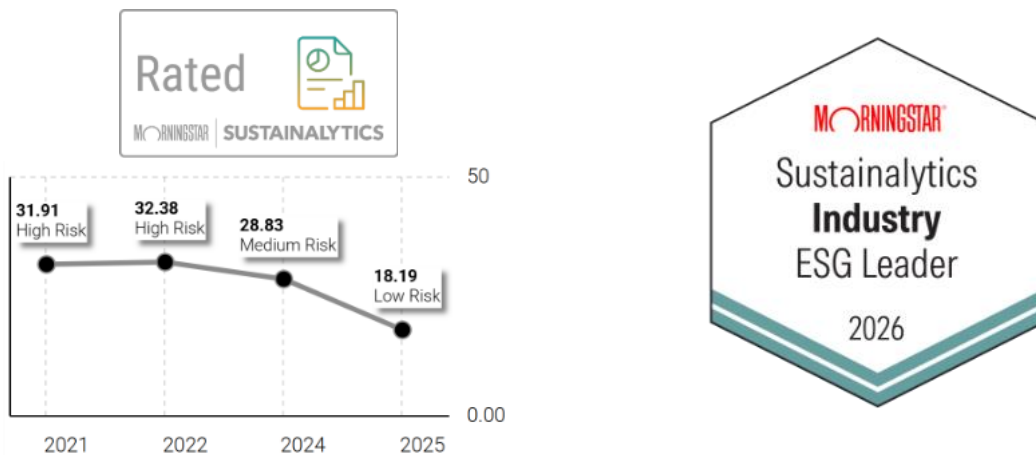 Rated
MORNINGSTAR | SUSTAINALYTICS
50
31.91
High Risk
32.38
High Risk
28.83
Medium Risk
18.19
Low Risk
0.00
2021 2022 2024 2025
MORNINGSTAR®
Sustainalytics
Industry
ESG Leader
2026